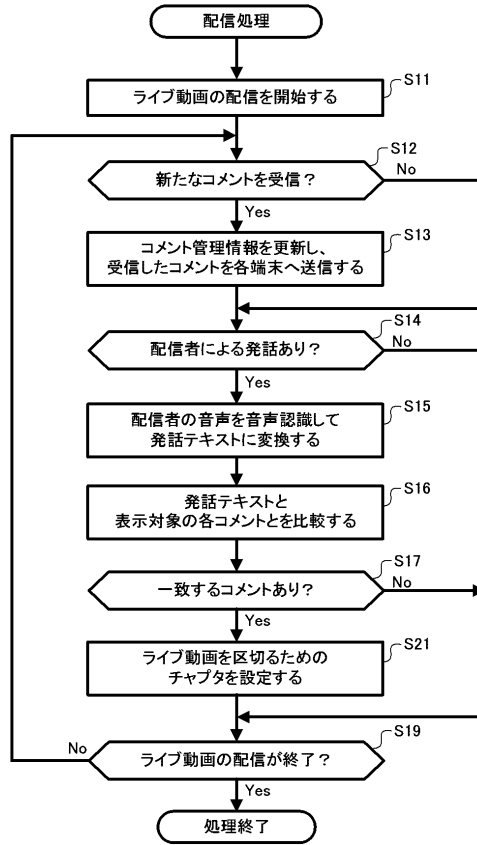 配信処理
S11
ライブ動画の配信を開始する
S12
新たなコメントを受信？
No
Yes
S13
コメント管理情報を更新し、
受信したコメントを各端末へ送信する
S14
配信者による発話あり？
No
Yes
S15
配信者の音声を音声認識して
発話テキストに変換する
S16
発話テキストと
表示対象の各コメントとを比較する
S17
一致するコメントあり？
No
Yes
S21
ライブ動画を区切るための
チャプタを設定する
S19
No
ライブ動画の配信が終了？
Yes
処理終了